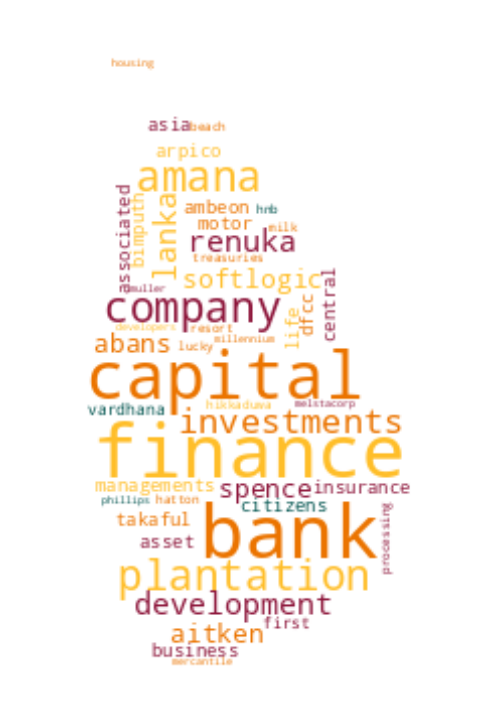 housing
asia
beach
arpico
amana
associated
bimputh
lanka
ambeon
hnb
motor
milk
renuka
treasuries
softlogic
central
muller
company
life
dfcc
developers
resort
millennium
abans
lucky
capital
vardhana
hikkaduwa
melstacorp
investments
finance
managements
spence
insurance
phillips
hatton
citizens
takaful
bank
processing
asset
plantation
development
first
aitken
business
mercantile